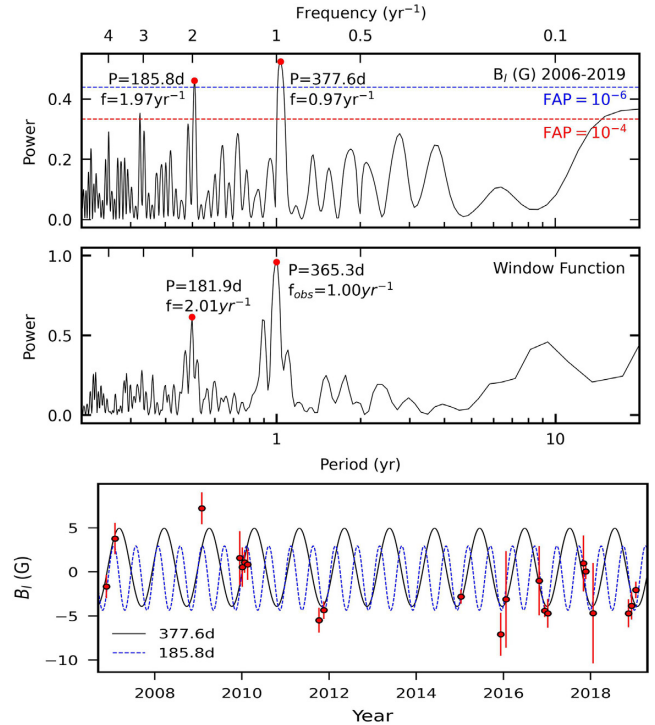 Frequency (yr⁻¹)
4 3 2 1 0.5 0.1
P=185.8d
f=1.97yr⁻¹
P=377.6d
f=0.97yr⁻¹
B_l (G) 2006-2019
FAP = 10⁻⁶
FAP = 10⁻⁴
Power
0.4
0.2
0.0
P=181.9d
f=2.01yr⁻¹
P=365.3d
f_obs=1.00yr⁻¹
Window Function
Power
1.0
0.5
0.0
1 10
Period (yr)
B_l (G)
5
0
−5
−10
377.6d
185.8d
2008 2010 2012 2014 2016 2018
Year